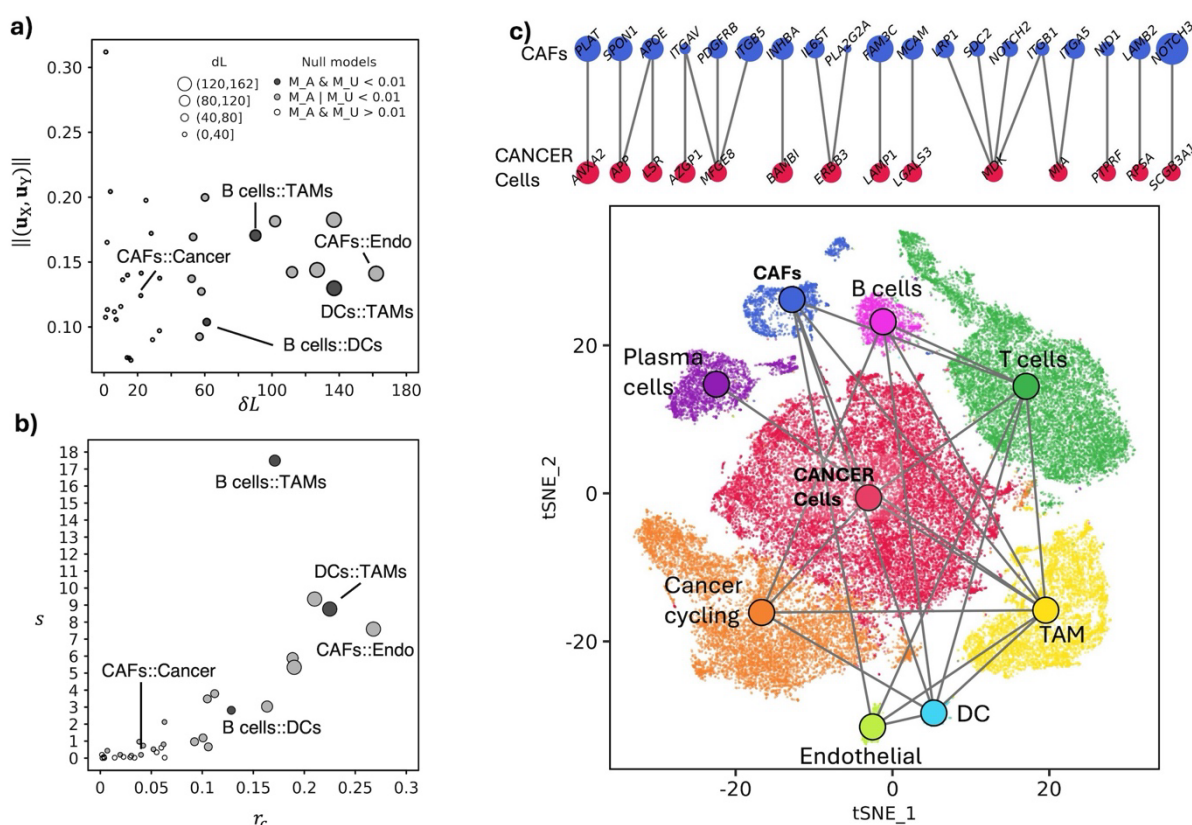 a)
||(u_X, u_Y)||
0.30
0.25
0.20
0.15
0.10
dL
(120,162]
(80,120]
(40,80]
(0,40]
Null models
M_A & M_U < 0.01
M_A | M_U < 0.01
M_A & M_U > 0.01
B cells::TAMs
CAFs::Endo
CAFs::Cancer
DCs::TAMs
B cells::DCs
0 20 40 60 80 100 120 140 160 180
δL
b)
s
18
17
16
15
14
13
12
11
10
9
8
7
6
5
4
3
2
1
0
B cells::TAMs
DCs::TAMs
CAFs::Endo
CAFs::Cancer
B cells::DCs
0 0.05 0.1 0.15 0.2 0.25 0.3
r_c
c)
CAFs
PLAT SPON1 APOE ITGAV PDGFRB ITGB5 INHBA IL6ST PLA2G2A FAM3C MCAM LRP1 SDC2 NOTCH2 ITGB1 ITGA5 NID1 LAMB2 NOTCH3
CANCER
Cells
ANXA2 APP LSR AZGP1 MFGE8 BAMBI ERBB3 LAMP1 LGALS3 MDK MIA PTPRF RPSA SCGB3A1
tSNE_2
20
0
-20
CAFs
B cells
T cells
Plasma
cells
CANCER
Cells
Cancer
cycling
TAM
DC
Endothelial
-20 0 20
tSNE_1